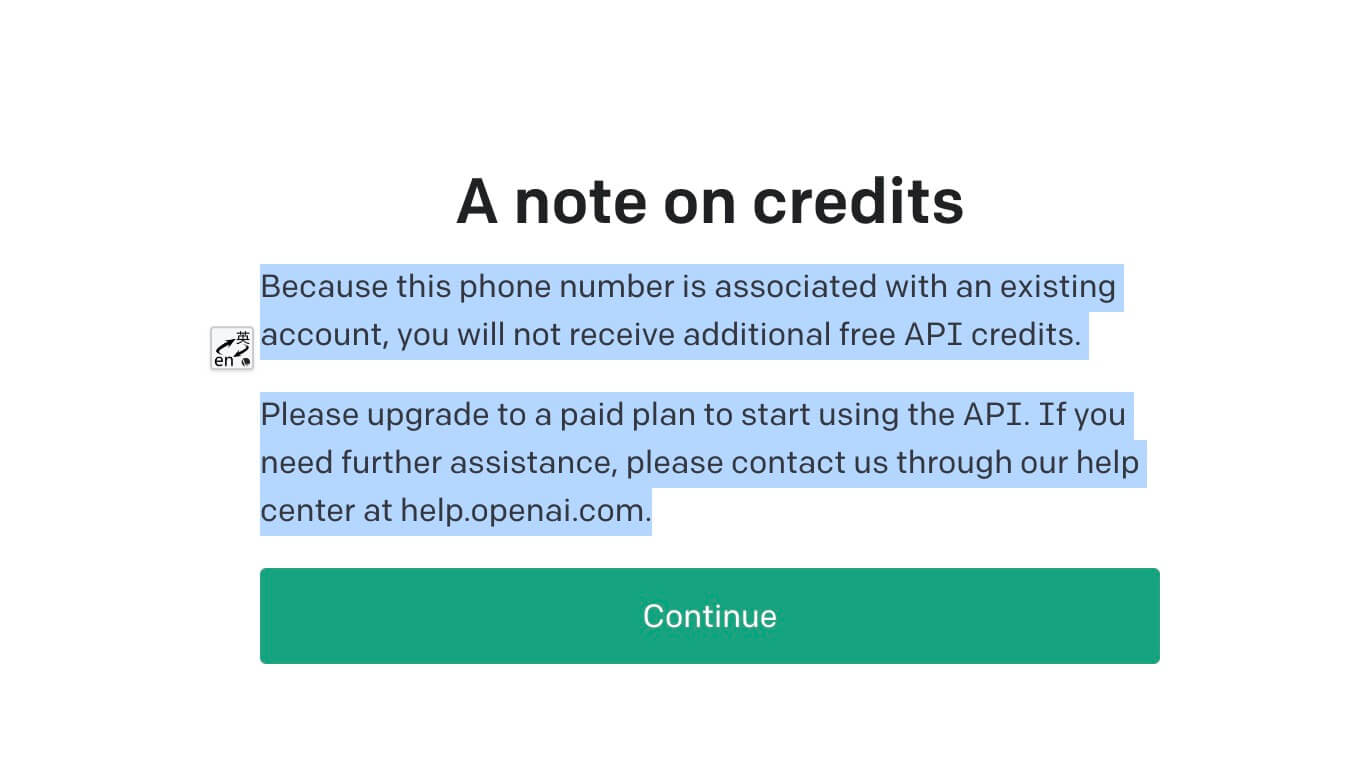 A note on credits
Because this phone number is associated with an existing
account, you will not receive additional free API credits.
英
en
Please upgrade to a paid plan to start using the API. If you
need further assistance, please contact us through our help
center at help.openai.com.
Continue